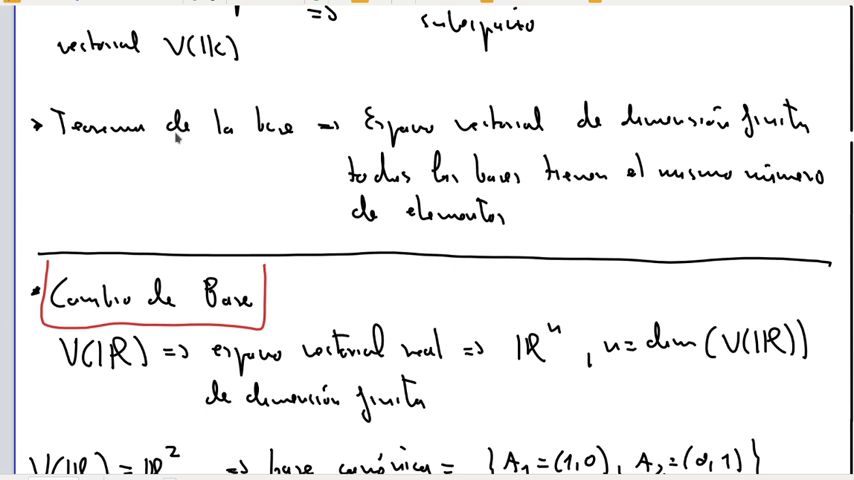 =>
subespacio
vectorial V(IK)
* Teorema de la base => Espacio vectorial de dimensión finita
todas las bases tienen el mismo número
de elementos
* Cambio de Base
V(ℝ) => espacio vectorial real => ℝⁿ, n = dim (V(ℝ))
de dimensión finita
V(ℝ) = ℝ² => base canónica = { A₁ = (1,0), A₂ = (0,1) }